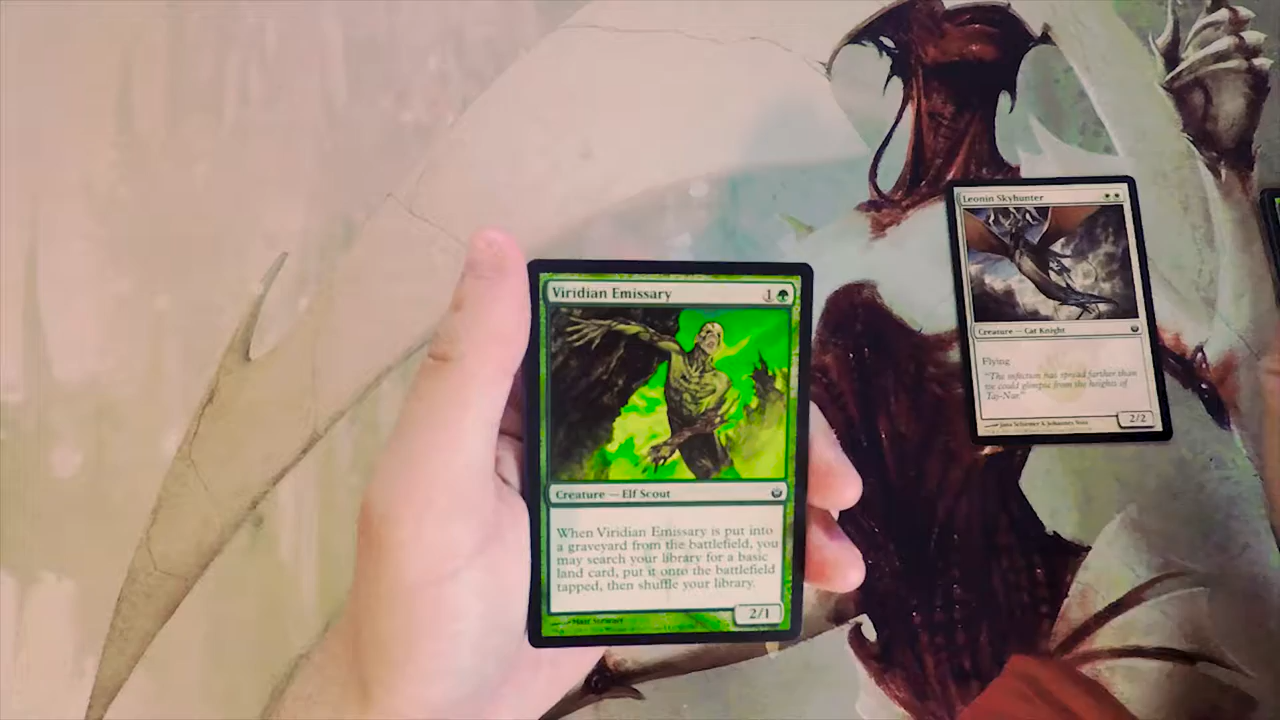 Viridian Emissary 1
Creature — Elf Scout
When Viridian Emissary is put into
a graveyard from the battlefield, you
may search your library for a basic
land card, put it onto the battlefield
tapped, then shuffle your library.
2/1
Matt Stewart
Leonin Skyhunter
Creature — Cat Knight
Flying
"The infection has spread farther than
we could glimpse from the heights of
Taj-Nar."
2/2